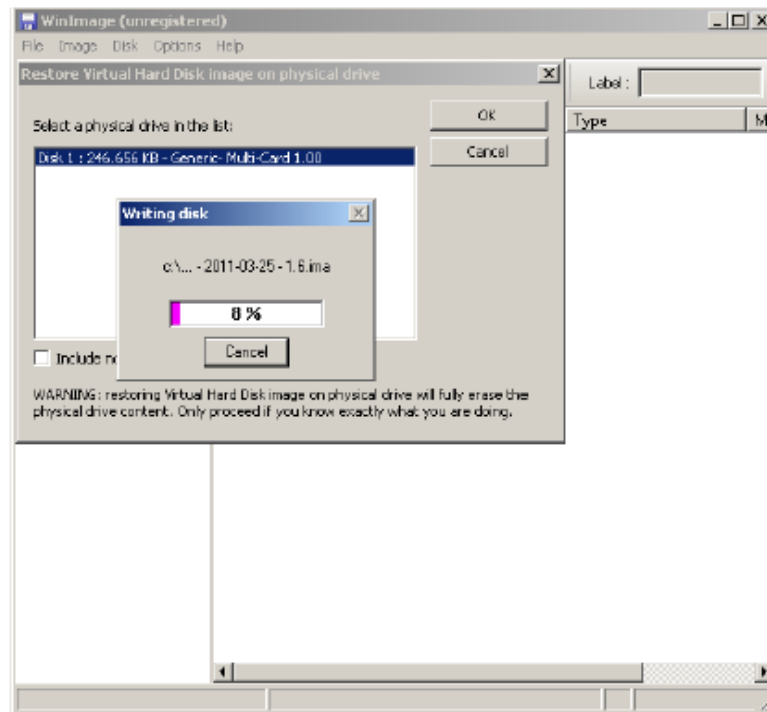 WinImage (unregistered)
File Image Disk Options Help
Restore Virtual Hard Disk image on physical drive
Label :
Select a physical drive in the list:
OK
Type M
Cancel
Disk 1 : 246.656 KB - Generic- Multi-Card 1.00
Writing disk
c:\... - 2011-03-25 - 1.6.ima
8 %
Cancel
Include
WARNING: restoring Virtual Hard Disk image on physical drive will fully erase the
physical drive content. Only proceed if you know exactly what you are doing.